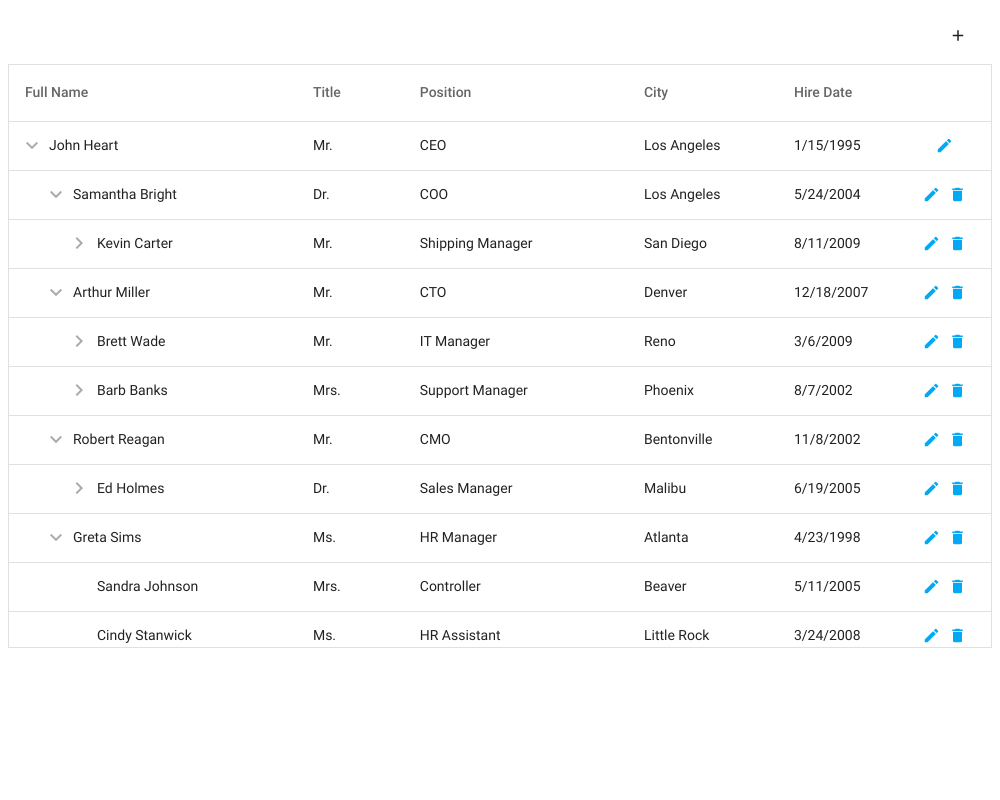 +
Full Name Title Position City Hire Date
John Heart Mr. CEO Los Angeles 1/15/1995
Samantha Bright Dr. COO Los Angeles 5/24/2004
Kevin Carter Mr. Shipping Manager San Diego 8/11/2009
Arthur Miller Mr. CTO Denver 12/18/2007
Brett Wade Mr. IT Manager Reno 3/6/2009
Barb Banks Mrs. Support Manager Phoenix 8/7/2002
Robert Reagan Mr. CMO Bentonville 11/8/2002
Ed Holmes Dr. Sales Manager Malibu 6/19/2005
Greta Sims Ms. HR Manager Atlanta 4/23/1998
Sandra Johnson Mrs. Controller Beaver 5/11/2005
Cindy Stanwick Ms. HR Assistant Little Rock 3/24/2008